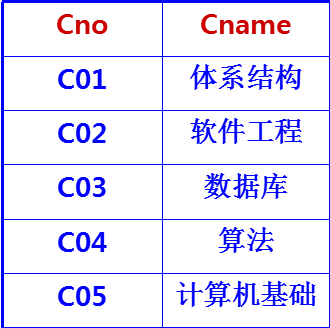 Cno Cname
C01 体系结构
C02 软件工程
C03 数据库
C04 算法
C05 计算机基础